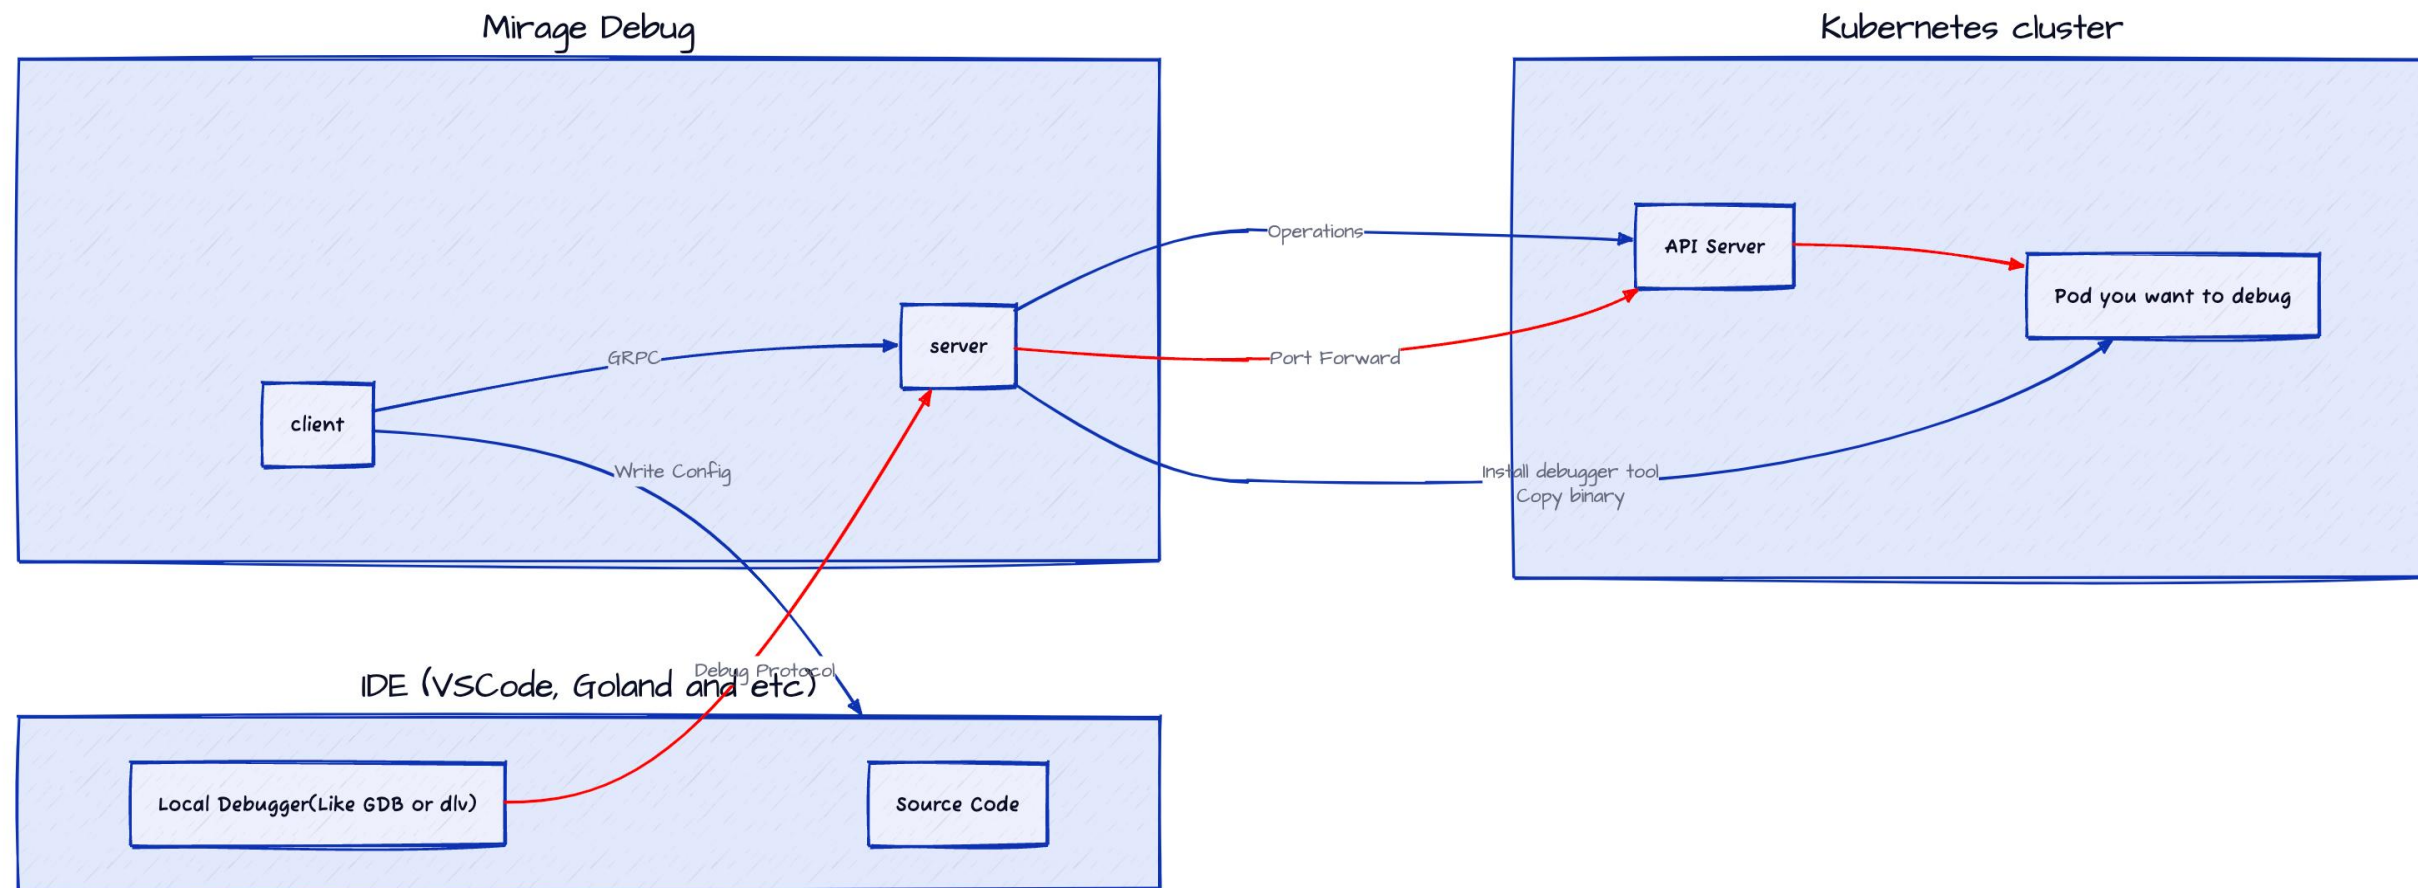 Mirage Debug
Kubernetes cluster
Operations
API Server
Pod you want to debug
server
GRPC
Port Forward
client
Write Config
Install debugger tool
Copy binary
Debug Protocol
IDE (VSCode, Goland and etc)
Local Debugger(Like GDB or dlv)
Source Code